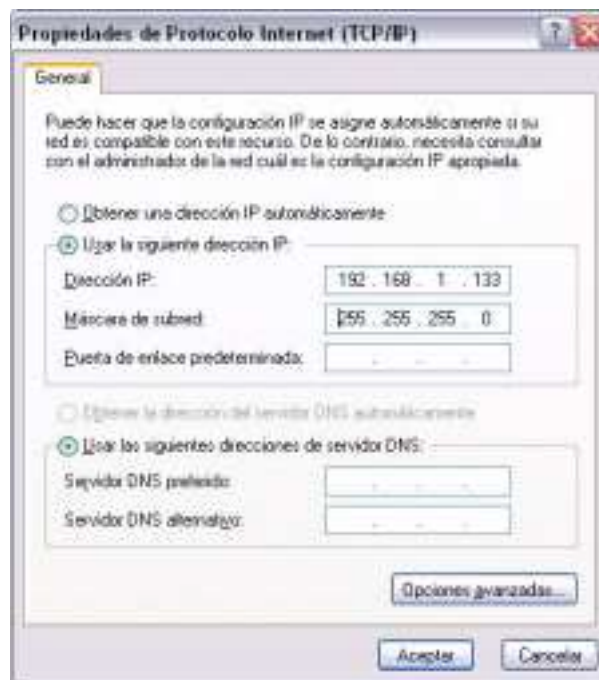 Propiedades de Protocolo Internet (TCP/IP)
General
Puede hacer que la configuración IP se asigne automáticamente si su
red es compatible con este recurso. De lo contrario, necesita consultar
con el administrador de la red cuál es la configuración IP apropiada.
Obtener una dirección IP automáticamente
Usar la siguiente dirección IP:
Dirección IP: 192 . 168 . 1 . 133
Máscara de subred: 255 . 255 . 255 . 0
Puerta de enlace predeterminada: . . .
Obtener la dirección del servidor DNS automáticamente
Usar las siguientes direcciones de servidor DNS:
Servidor DNS preferido: . . .
Servidor DNS alternativo: . . .
Opciones avanzadas...
Aceptar
Cancelar